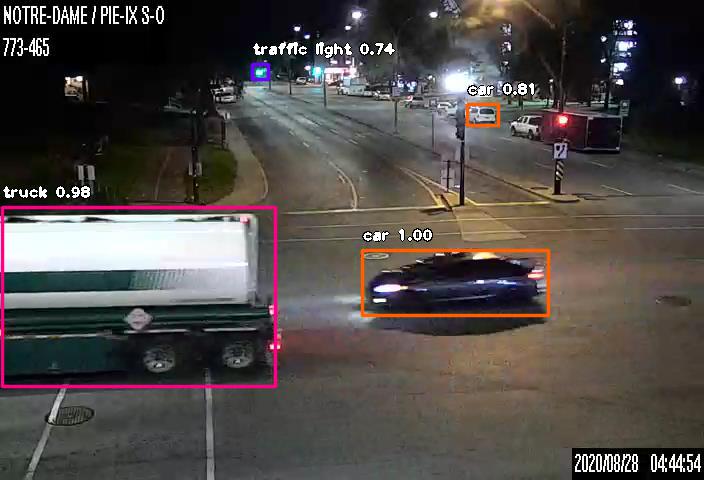 NOTRE-DAME / PIE-IX S-O
773-465
traffic light 0.74
car 0.81
truck 0.98
car 1.00
2020/08/28 04:44:54